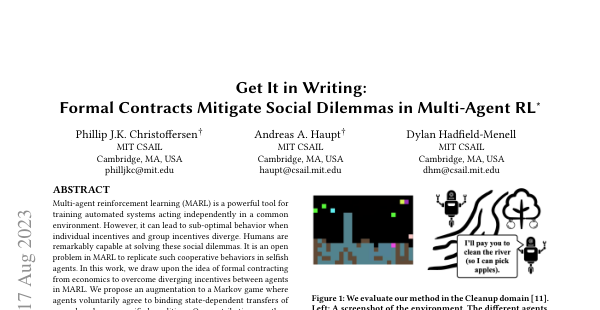 Get It in Writing:
Formal Contracts Mitigate Social Dilemmas in Multi-Agent RL*
Phillip J.K. Christoffersen†
MIT CSAIL
Cambridge, MA, USA
philljkc@mit.edu
Andreas A. Haupt†
MIT CSAIL
Cambridge, MA, USA
haupt@csail.mit.edu
Dylan Hadfield-Menell
MIT CSAIL
Cambridge, MA, USA
dhm@csail.mit.edu
17 Aug 2023
ABSTRACT
Multi-agent reinforcement learning (MARL) is a powerful tool for
training automated systems acting independently in a common
environment. However, it can lead to sub-optimal behavior when
individual incentives and group incentives diverge. Humans are
remarkably capable at solving these social dilemmas. It is an open
problem in MARL to replicate such cooperative behaviors in selfish
agents. In this work, we draw upon the idea of formal contracting
from economics to overcome diverging incentives between agents
in MARL. We propose an augmentation to a Markov game where
agents voluntarily agree to binding state-dependent transfers of
I'll pay you to
clean the river
(so I can pick
apples).
Figure 1: We evaluate our method in the Cleanup domain [11].
Left: A screenshot of the environment. The different agents